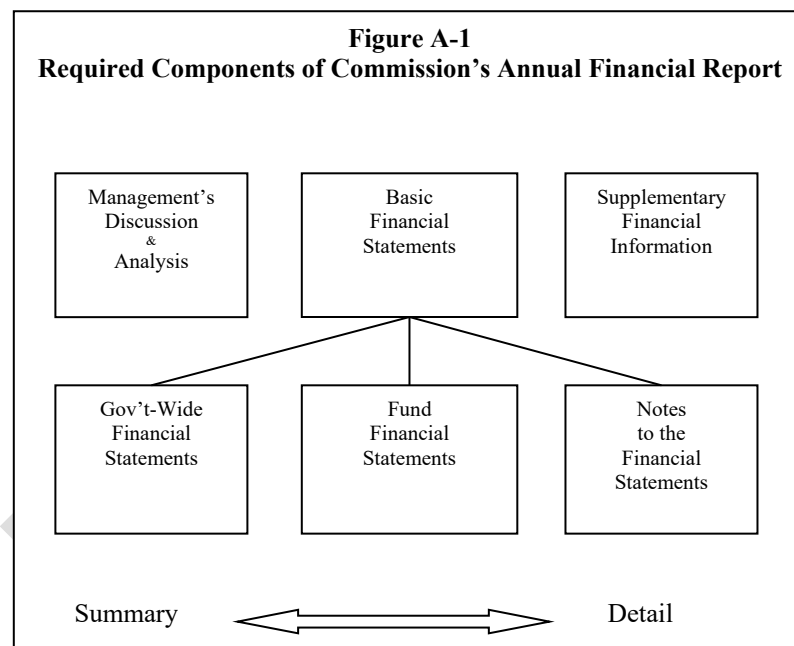 Figure A-1
Required Components of Commission's Annual Financial Report
Management's
Discussion
&
Analysis
Basic
Financial
Statements
Supplementary
Financial
Information
Gov't-Wide
Financial
Statements
Fund
Financial
Statements
Notes
to the
Financial
Statements
Summary
Detail